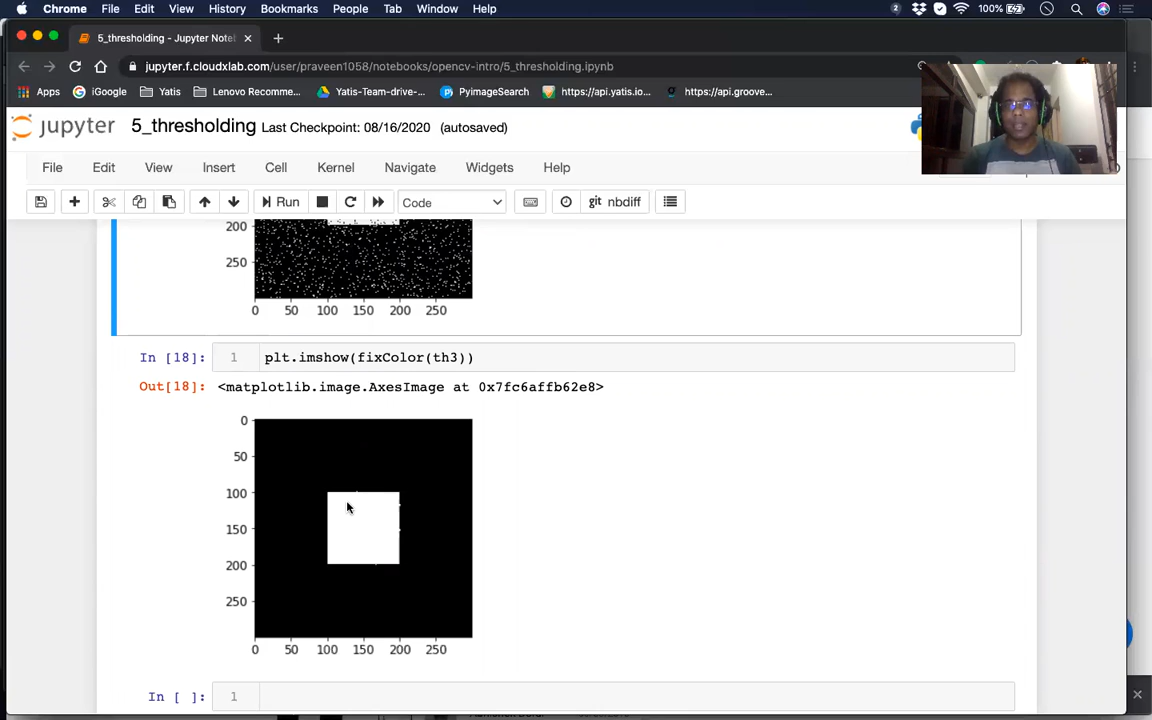 Chrome File Edit View History Bookmarks People Tab Window Help 2 100%
5_thresholding - Jupyter Note
jupyter.f.cloudxlab.com/user/praveen1058/notebooks/opencv-intro/5_thresholding.ipynb
Apps iGoogle Yatis Lenovo Recomme... Yatis-Team-drive-... PyimageSearch https://api.yatis.io... https://api.groove...
jupyter 5_thresholding Last Checkpoint: 08/16/2020 (autosaved)
File Edit View Insert Cell Kernel Navigate Widgets Help
Run Code git nbdiff
200
250
0 50 100 150 200 250
In [18]: 1 plt.imshow(fixColor(th3))
Out[18]: <matplotlib.image.AxesImage at 0x7fc6affb62e8>
0
50
100
150
200
250
0 50 100 150 200 250
In [ ]: 1